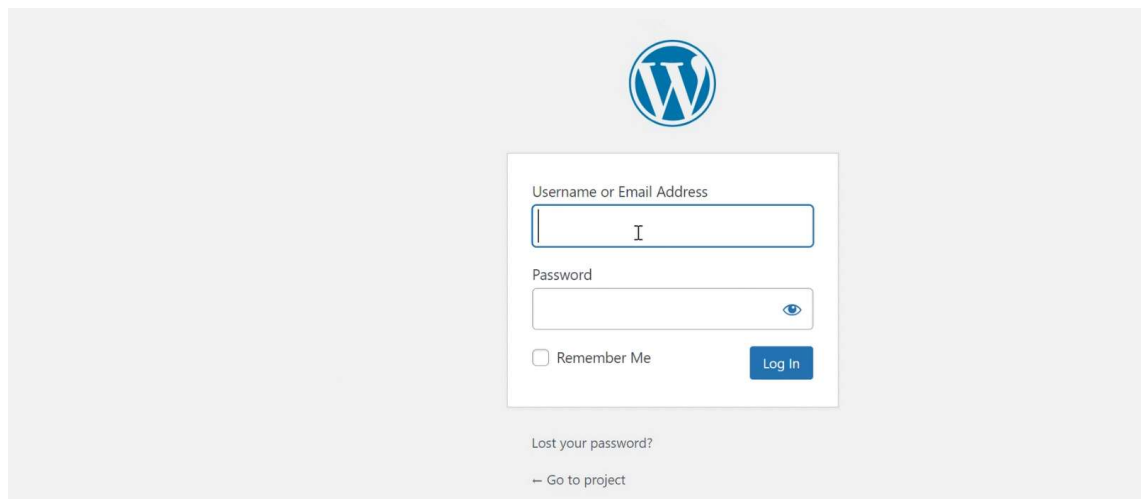 Username or Email Address
Password
Remember Me
Log In
Lost your password?
← Go to project